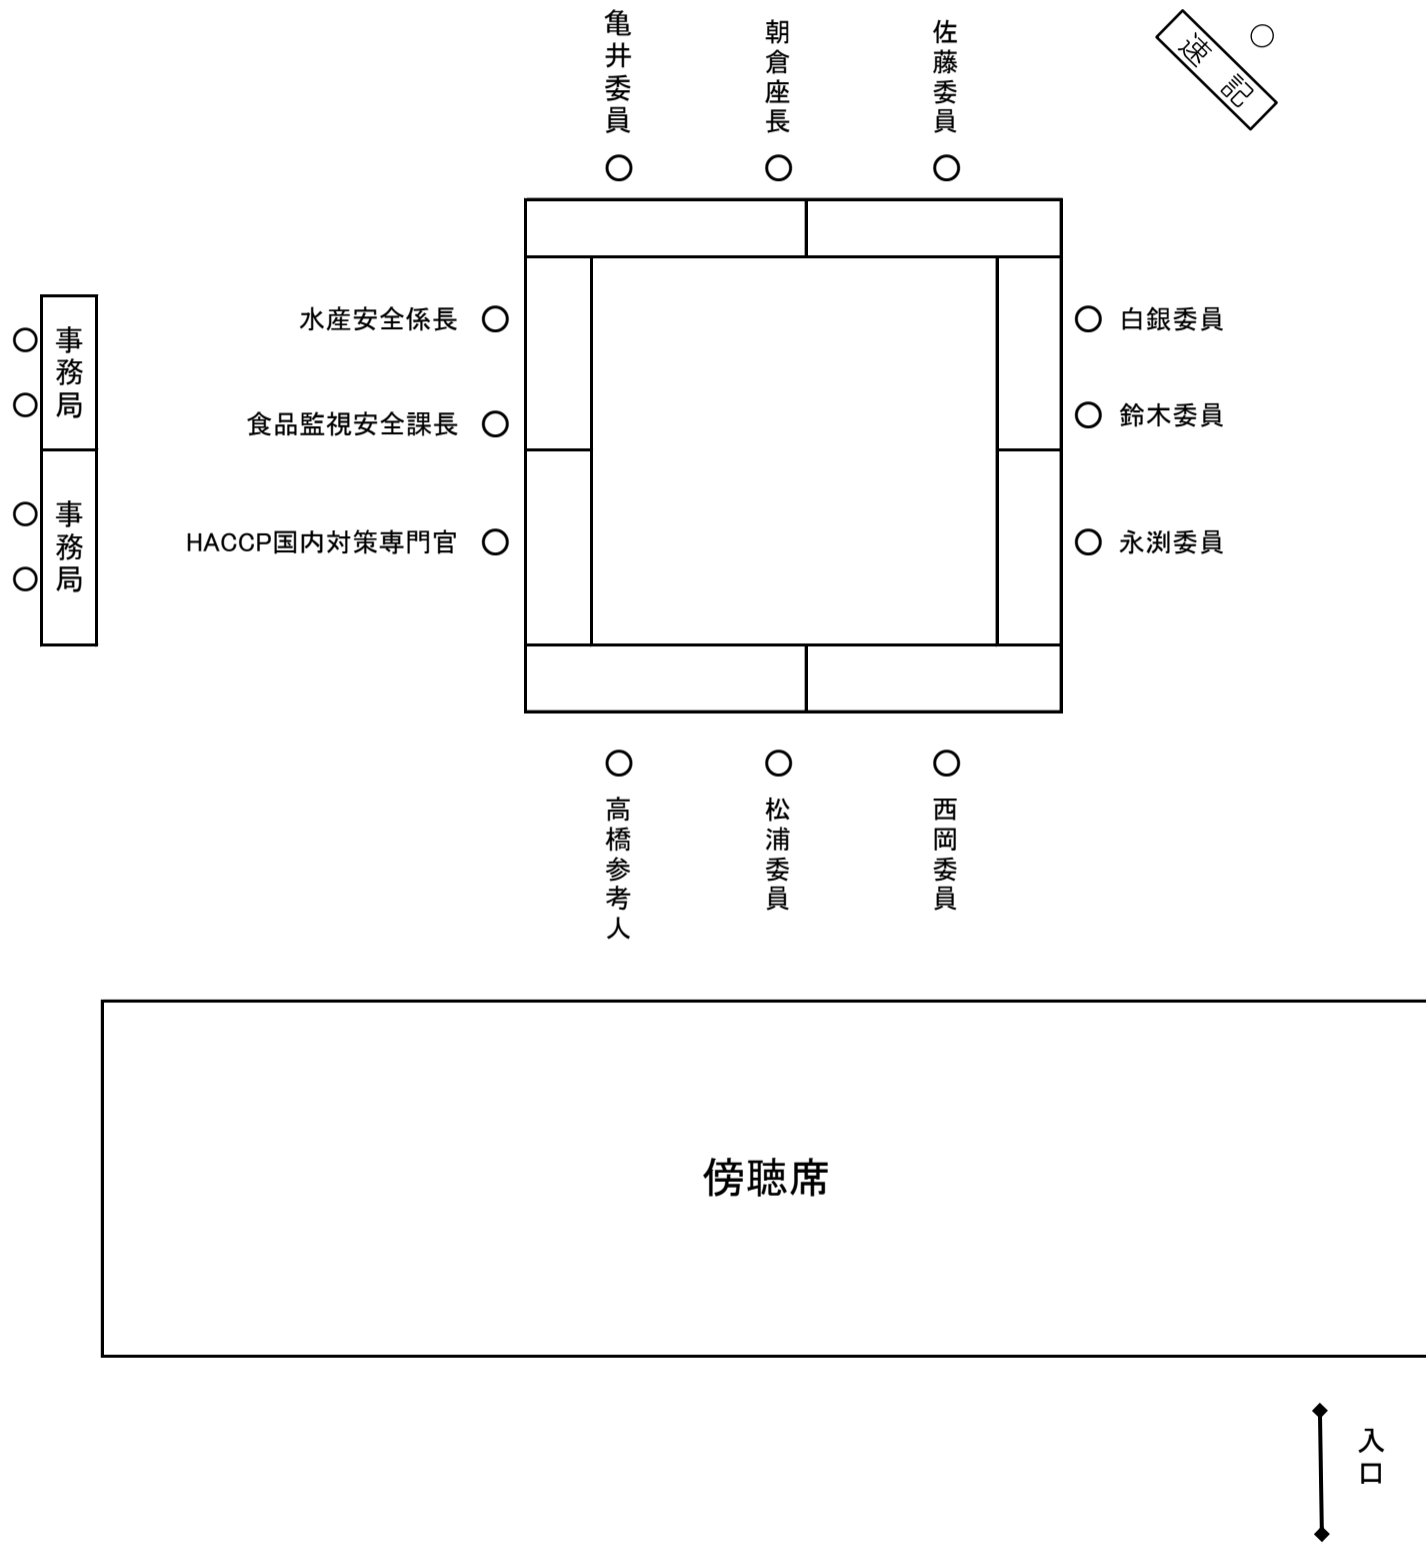 亀井委員
朝倉座長
佐藤委員
速記
水産安全係長
白銀委員
事務局
食品監視安全課長
鈴木委員
事務局
HACCP国内対策専門官
永渕委員
高橋参考人
松浦委員
西岡委員
傍聴席
入口